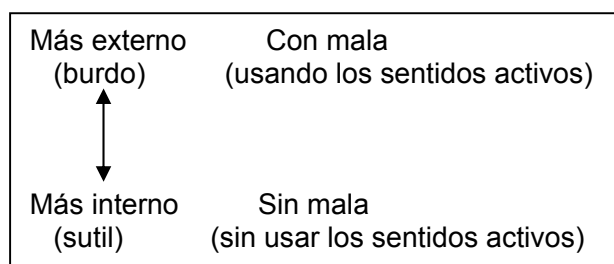 Más externo Con mala
(burdo) (usando los sentidos activos)
Más interno Sin mala
(sutil) (sin usar los sentidos activos)